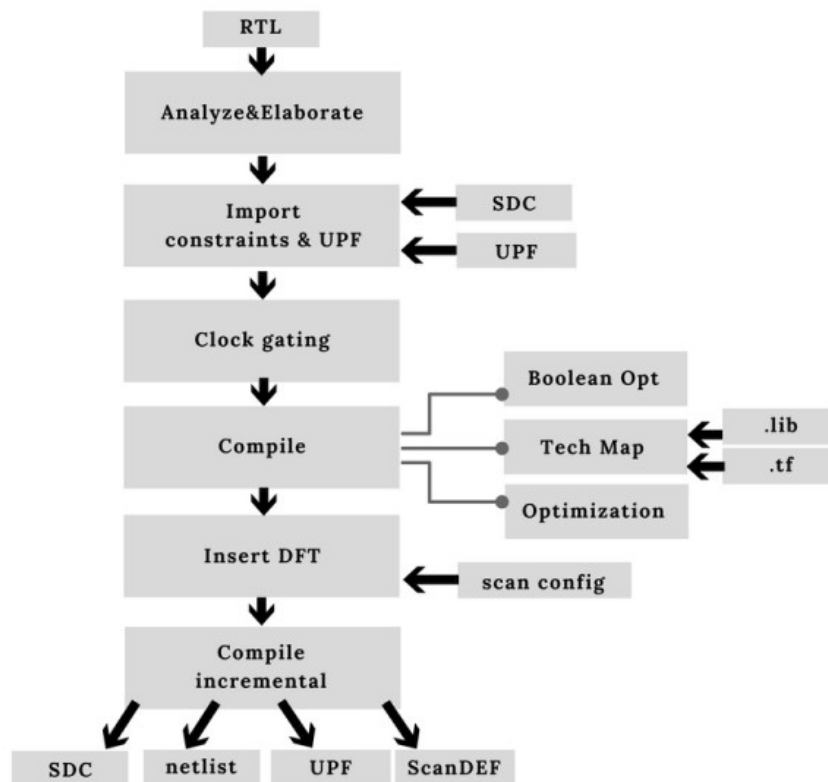 RTL
Analyze&Elaborate
Import
constraints & UPF
SDC
UPF
Clock gating
Compile
Boolean Opt
Tech Map
.lib
.tf
Optimization
Insert DFT
scan config
Compile
incremental
SDC
netlist
UPF
ScanDEF